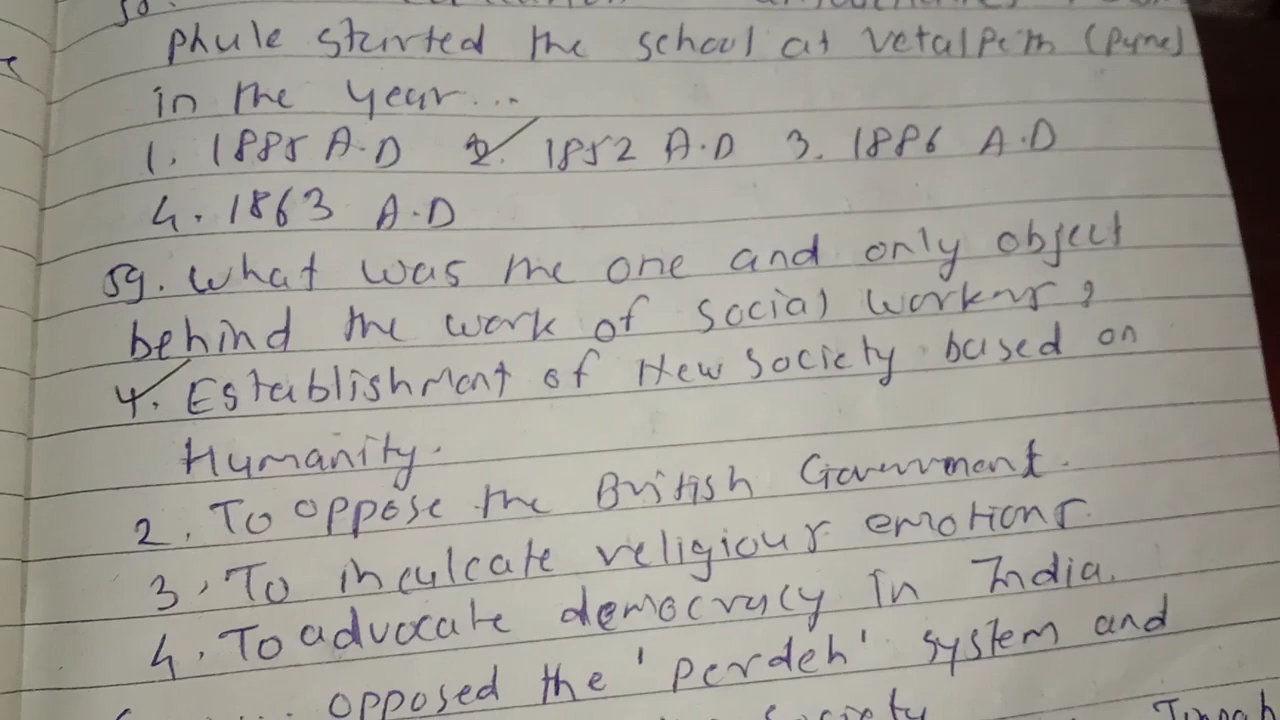 phule started the school at Vetalpeth (Pune)
in the year...
1. 1885 A.D 2. 1852 A.D 3. 1886 A.D
4. 1863 A.D
59. What was the one and only object
behind the work of social workers?
1. Establishment of New Society based on
Humanity.
2. To oppose the British Government.
3. To inculcate religious emotions.
4. To advocate democracy in India.
opposed the 'perdeh' system and
society